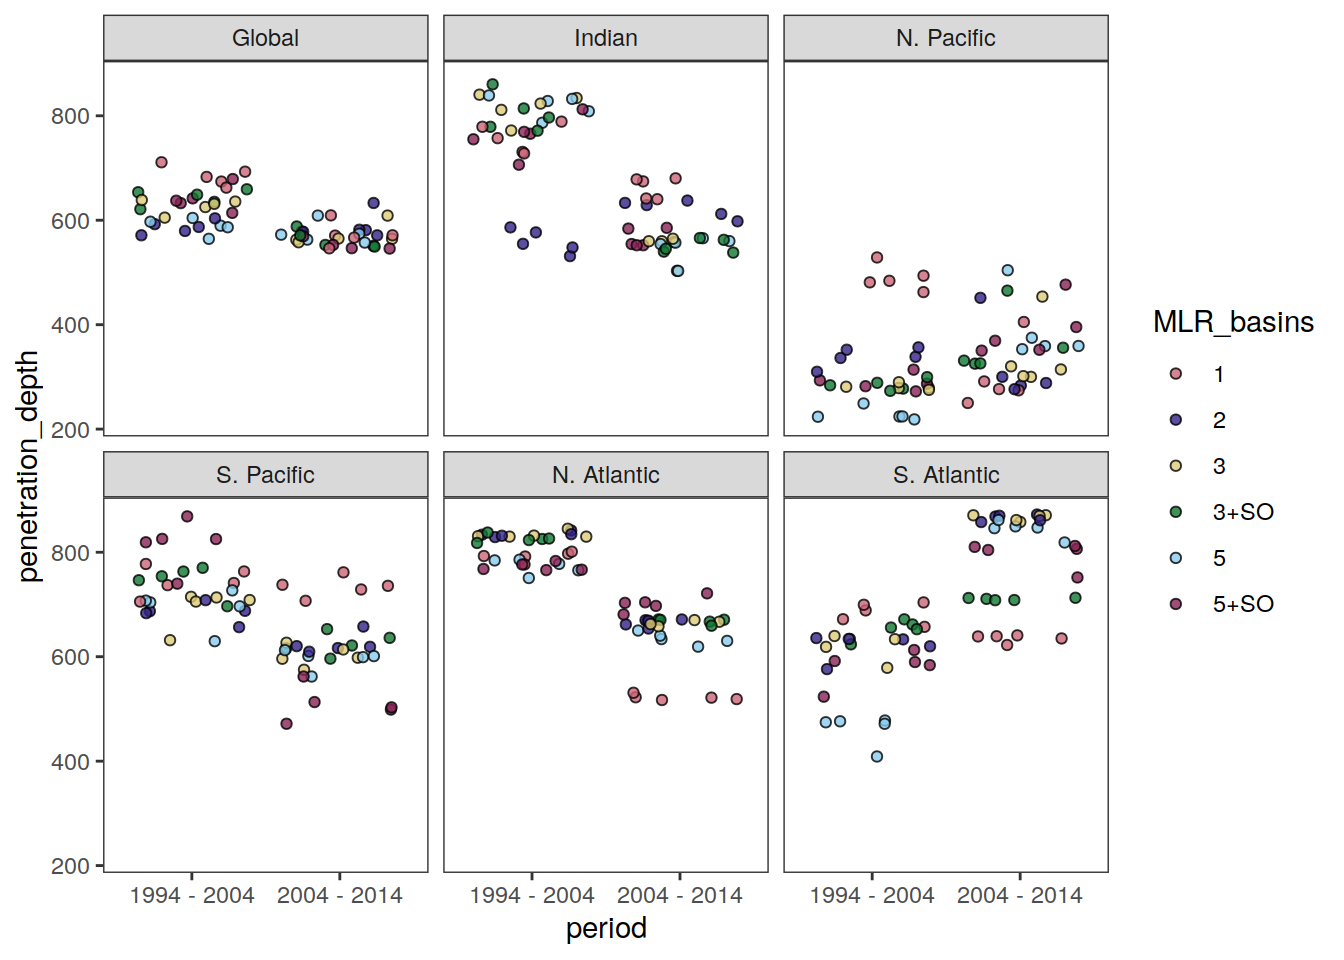 Global
Indian
N. Pacific
800
600
400
200
S. Pacific
N. Atlantic
S. Atlantic
800
600
400
200
1994 - 2004
2004 - 2014
1994 - 2004
2004 - 2014
1994 - 2004
2004 - 2014
period
penetration_depth
MLR_basins
1
2
3
3+SO
5
5+SO